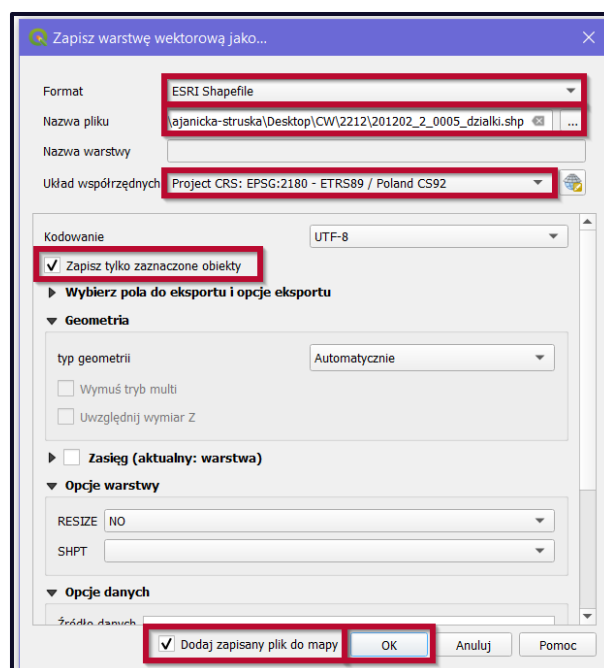 Zapisz warstwę wektorową jako...
Format ESRI Shapefile
Nazwa pliku \ajanicka-struska\Desktop\CW\2212\201202_2_0005_dzialki.shp ...
Nazwa warstwy
Układ współrzędnych Project CRS: EPSG:2180 - ETRS89 / Poland CS92
Kodowanie UTF-8
Zapisz tylko zaznaczone obiekty
Wybierz pola do eksportu i opcje eksportu
Geometria
typ geometrii Automatycznie
Wymuś tryb multi
Uwzględnij wymiar Z
Zasięg (aktualny: warstwa)
Opcje warstwy
RESIZE NO
SHPT
Opcje danych
Źródło danych
Dodaj zapisany plik do mapy OK Anuluj Pomoc